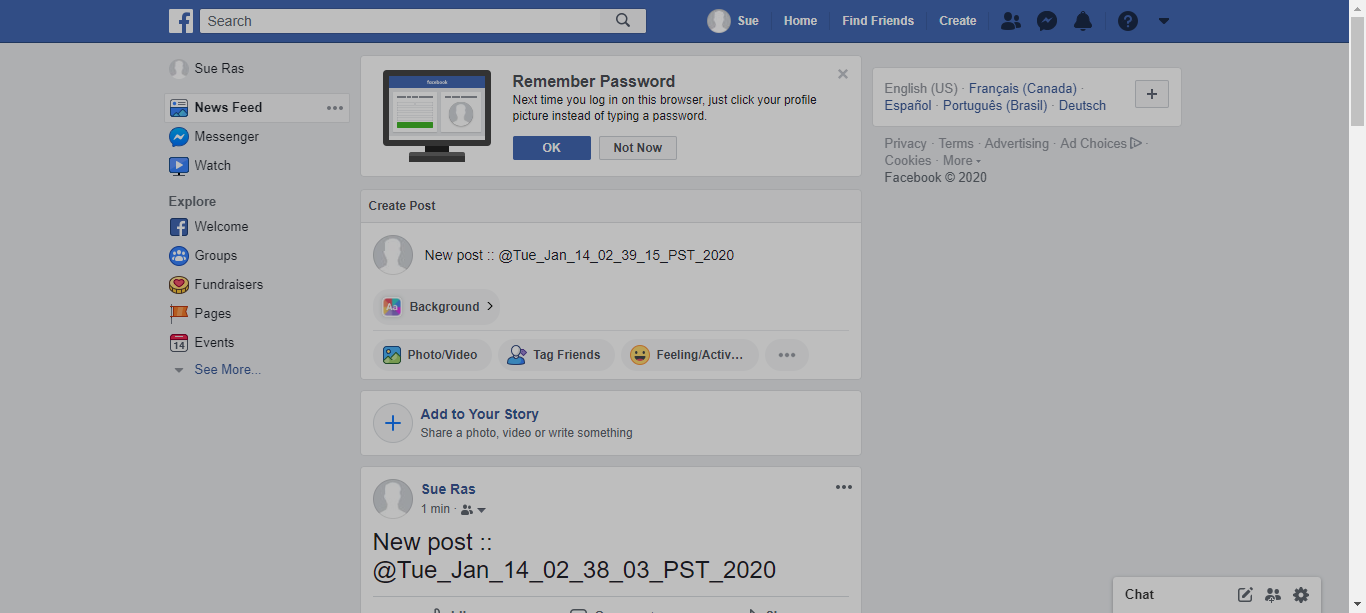 Search
Sue
Home
Find Friends
Create
Sue Ras
News Feed
Messenger
Watch
Explore
Welcome
Groups
Fundraisers
Pages
14
Events
See More...
facebook
Remember Password
Next time you log in on this browser, just click your profile
picture instead of typing a password.
OK
Not Now
Create Post
New post :: @Tue_Jan_14_02_39_15_PST_2020
Aa
Background
Photo/Video
Tag Friends
Feeling/Activ...
Add to Your Story
Share a photo, video or write something
Sue Ras
1 min ·
New post ::
@Tue_Jan_14_02_38_03_PST_2020
English (US) · Français (Canada) ·
Español · Português (Brasil) · Deutsch
Privacy · Terms · Advertising · Ad Choices ·
Cookies · More
Facebook © 2020
Chat